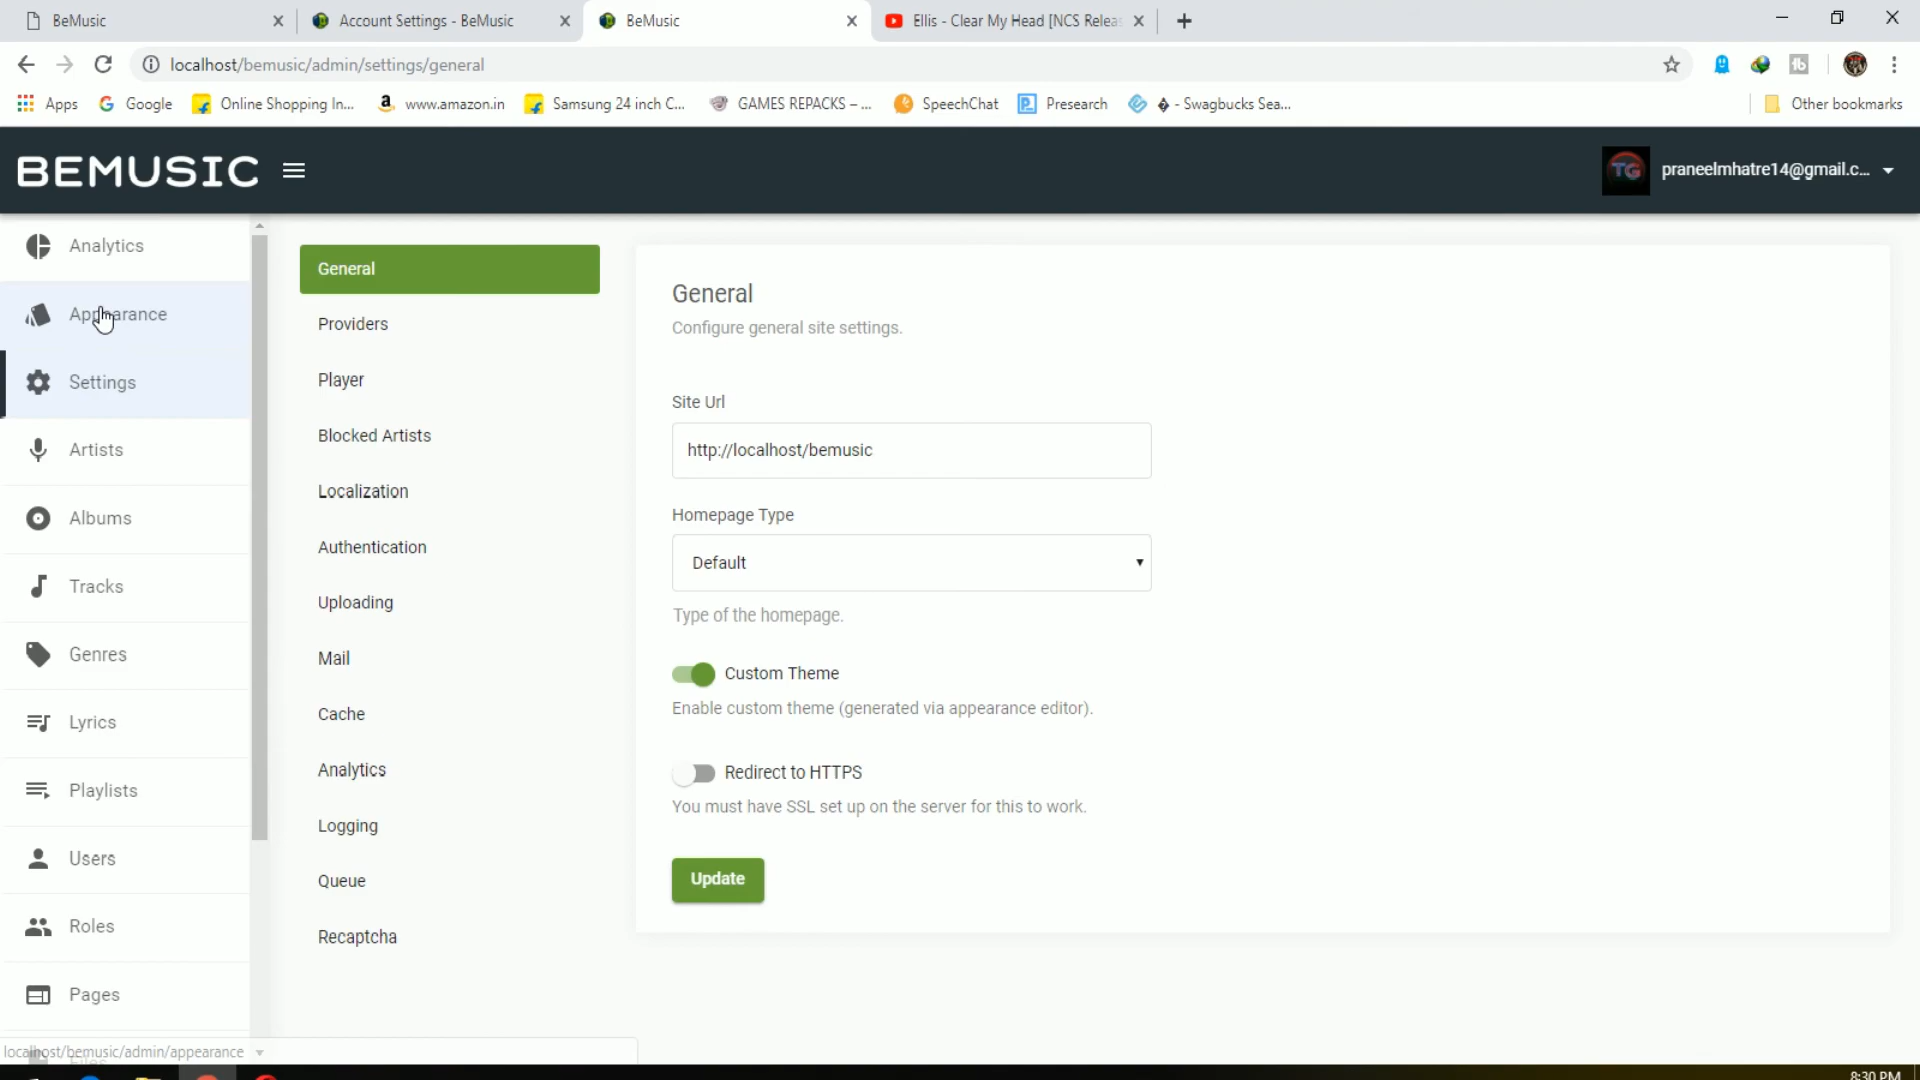 BeMusic
Account Settings - BeMusic
BeMusic
Ellis - Clear My Head [NCS Releas
localhost/bemusic/admin/settings/general
Apps
Google
Online Shopping In...
www.amazon.in
Samsung 24 inch C...
GAMES REPACKS – ...
SpeechChat
Presearch
� - Swagbucks Sea...
Other bookmarks
BEMUSIC
TG
praneelmhatre14@gmail.c...
Analytics
Appearance
Settings
Artists
Albums
Tracks
Genres
Lyrics
Playlists
Users
Roles
Pages
Files
localhost/bemusic/admin/appearance
General
Providers
Player
Blocked Artists
Localization
Authentication
Uploading
Mail
Cache
Analytics
Logging
Queue
Recaptcha
General
Configure general site settings.
Site Url
http://localhost/bemusic
Homepage Type
Default
Type of the homepage.
Custom Theme
Enable custom theme (generated via appearance editor).
Redirect to HTTPS
You must have SSL set up on the server for this to work.
Update
8:30 PM